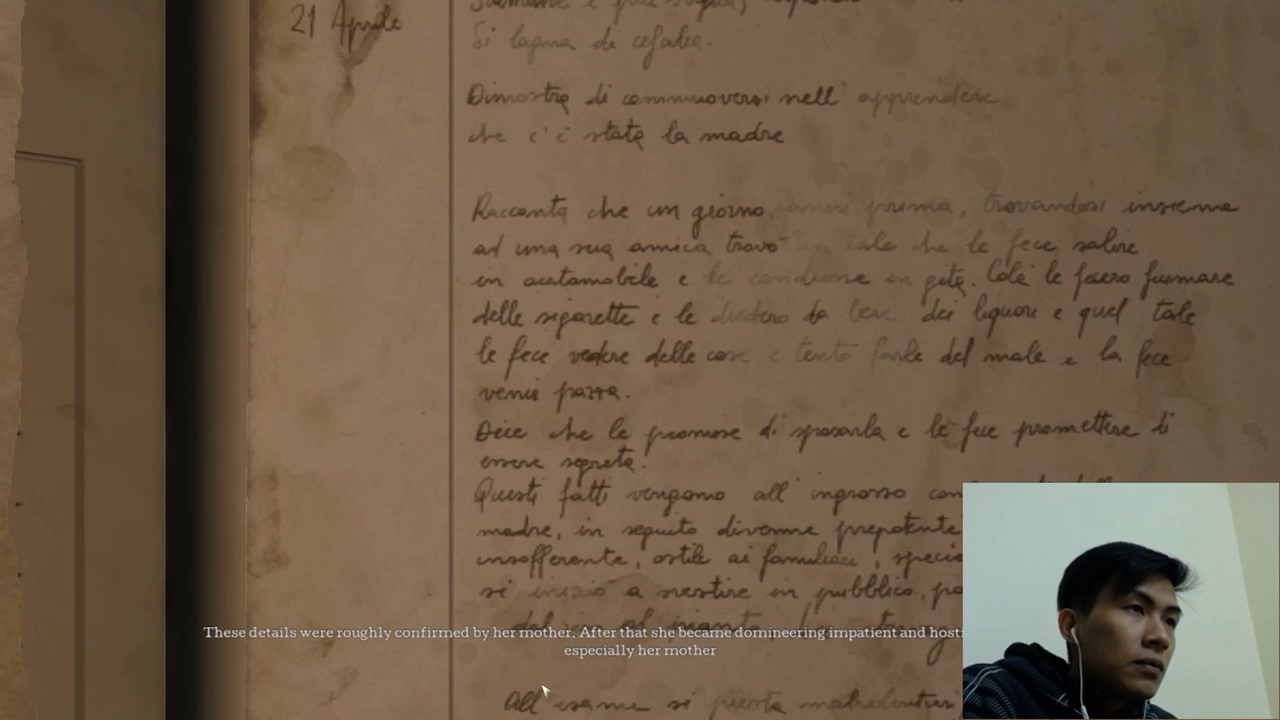 21 Aprile
Si lagna di cefalea.
Dimostra di commuoversi nell' apprendere
che c'è stata la madre
Racconta che un giorno, anni prima, trovandosi insieme
ad una sua amica trovò un tale che le fece salire
in automobile e le condusse in gita. Colà le fecero fumare
delle sigarette e le diedero da bere dei liquori e quel tale
le fece vedere delle cose e tentò farle del male e la fece
venir pazza.
Dice che le promise di sposarla e le fece promettere di
essere segreta.
Questi fatti vengono all' ingrosso
madre, in seguito divenne prepotente
insofferente, ostile ai familiari,
si iniziò a vestire in pubblico,
These details were roughly confirmed by her mother. After that she became domineering impatient and hosti
especially her mother
All' esame si presta